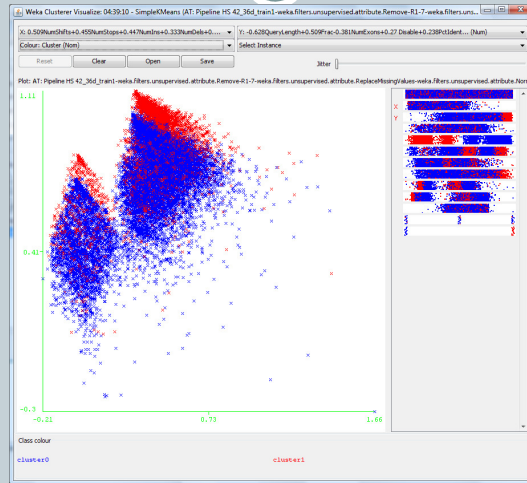 Weka Clusterer Visualize: 04:39:10 - SimpleKMeans (AT: Pipeline HS 42_36d_train1-weka.filters.unsupervised.attribute.Remove-R1-7-weka.filters.uns...
X: 0.509NumShifts+0.455NumStops+0.447NumIns+0.333NumDels+0....
Y: -0.628QueryLength+0.509Frac-0.381NumExons+0.27 Disable+0.238PctIdent... (Num)
Colour: Cluster (Nom)
Select Instance
Reset
Clear
Open
Save
Jitter
Plot: AT: Pipeline HS 42_36d_train1-weka.filters.unsupervised.attribute.Remove-R1-7-weka.filters.unsupervised.attribute.ReplaceMissingValues-weka.filters.unsupervised.attribute.Nor
1.11
X
Y
0.41
-0.3
-0.21
0.73
1.66
Class colour
cluster0
cluster1